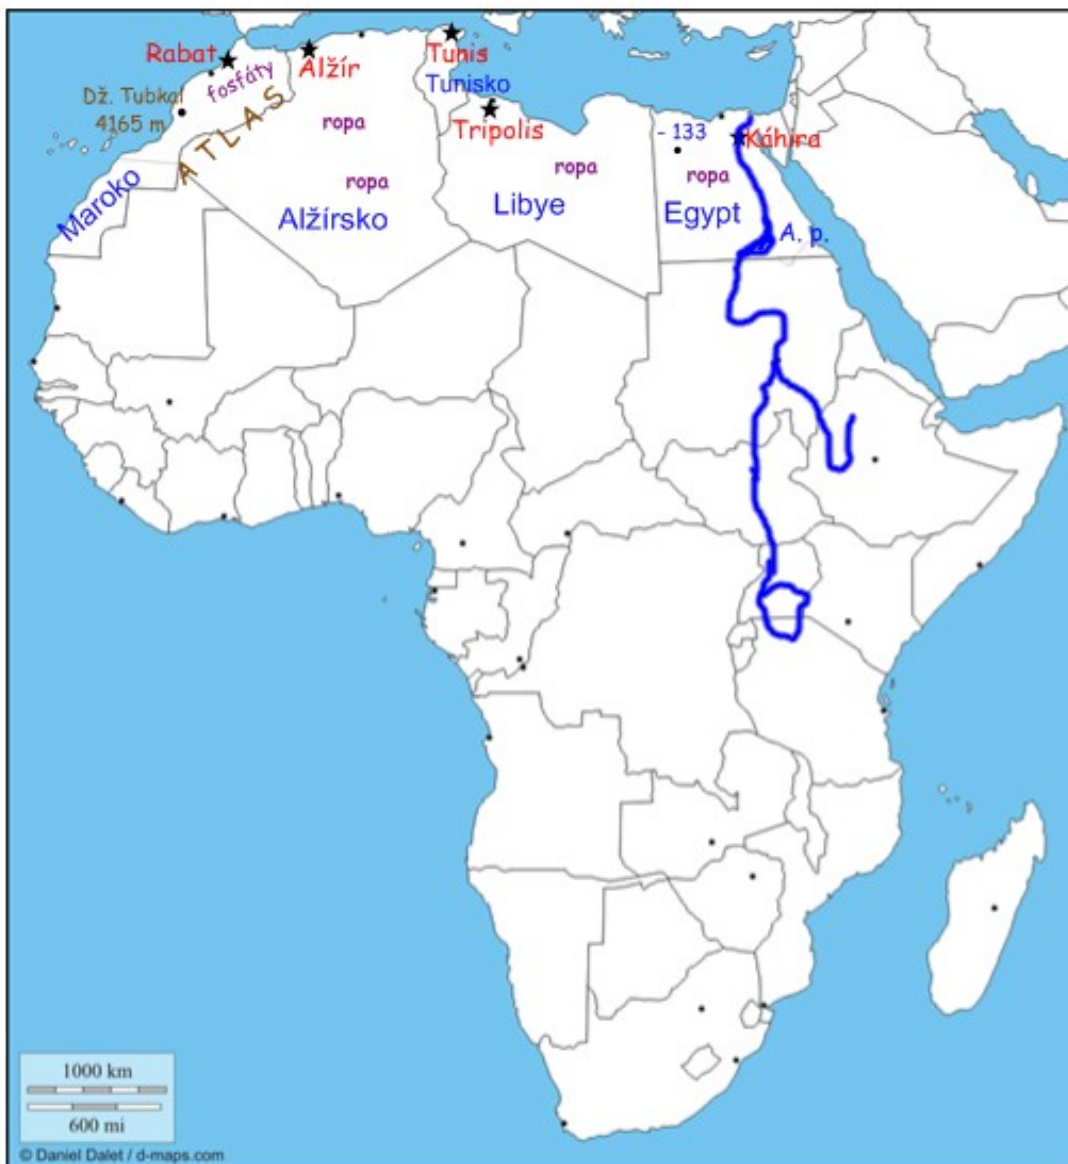 Rabat
Alžír
Tunis
fosfáty
Tunisko
Dž. Tubkal
4165 m
ATLAS
ropa
Tripolis
- 133
Káhira
ropa
ropa
ropa
Maroko
Alžírsko
Libye
Egypt
A. p.
1000 km
600 mi
© Daniel Dalet / d-maps.com